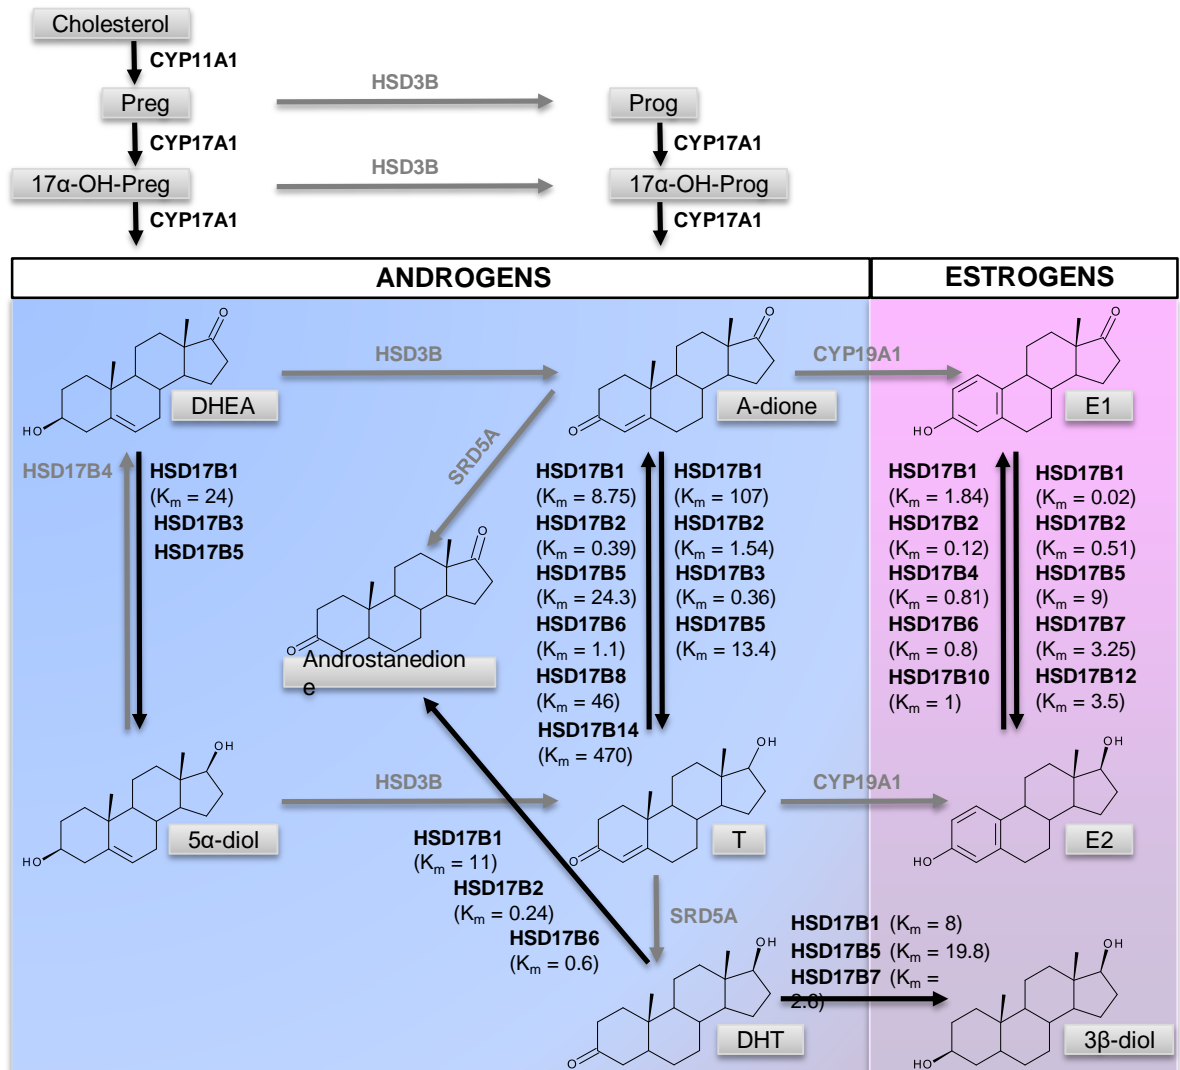 Cholesterol
CYP11A1
HSD3B
Preg
Prog
CYP17A1
CYP17A1
HSD3B
17α-OH-Preg
17α-OH-Prog
CYP17A1
CYP17A1
ANDROGENS
ESTROGENS
O
O
O
HSD3B
CYP19A1
DHEA
A-dione
E1
HO
O
HO
SRD5A
HSD17B4
HSD17B1
(Km = 24)
HSD17B3
HSD17B5
HSD17B1
(Km = 8.75)
HSD17B2
(Km = 0.39)
HSD17B5
(Km = 24.3)
HSD17B6
(Km = 1.1)
HSD17B8
(Km = 46)
HSD17B14
(Km = 470)
HSD17B1
(Km = 107)
HSD17B2
(Km = 1.54)
HSD17B3
(Km = 0.36)
HSD17B5
(Km = 13.4)
HSD17B1
(Km = 1.84)
HSD17B2
(Km = 0.12)
HSD17B4
(Km = 0.81)
HSD17B6
(Km = 0.8)
HSD17B10
(Km = 1)
HSD17B1
(Km = 0.02)
HSD17B2
(Km = 0.51)
HSD17B5
(Km = 9)
HSD17B7
(Km = 3.25)
HSD17B12
(Km = 3.5)
O
O
Androstanedion
e
OH
OH
OH
HSD3B
CYP19A1
5α-diol
T
E2
HO
O
HO
HSD17B1
(Km = 11)
HSD17B2
(Km = 0.24)
HSD17B6
(Km = 0.6)
SRD5A
HSD17B1 (Km = 8)
HSD17B5 (Km = 19.8)
HSD17B7 (Km =
2.6)
OH
OH
DHT
3β-diol
O
HO